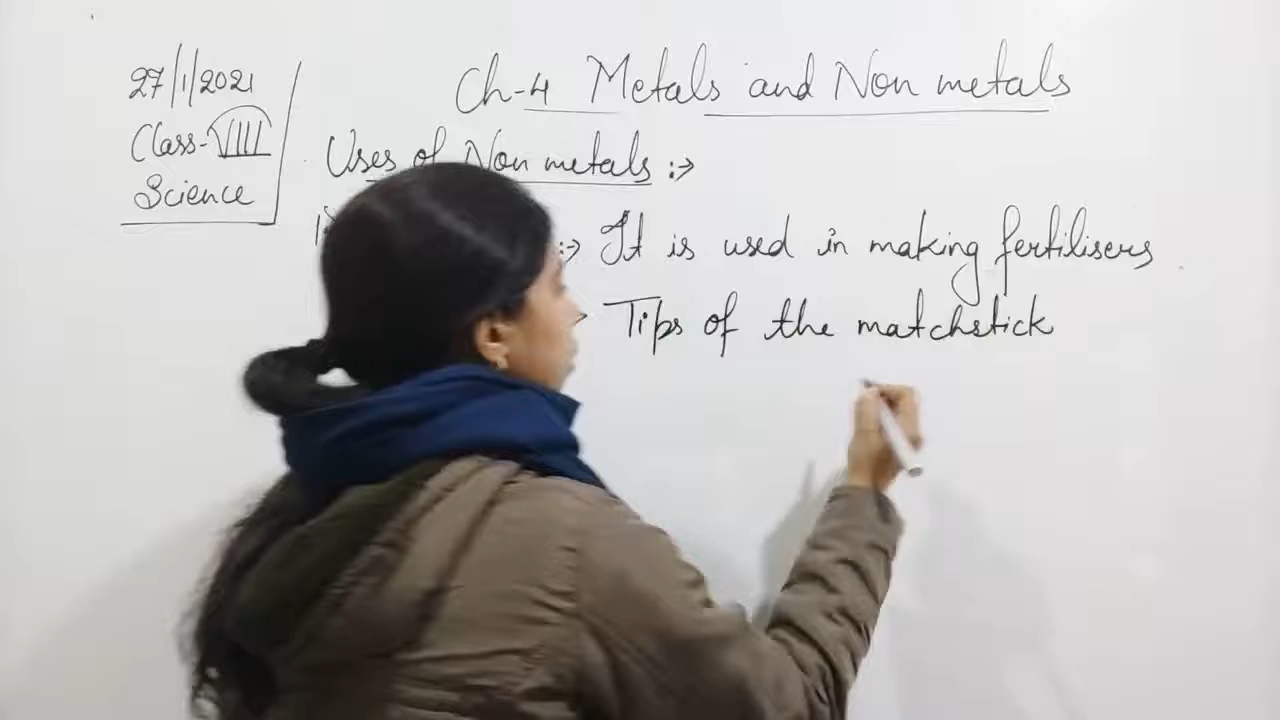 27/1/2021
Class-VIII
Science
Ch-4 Metals and Non metals
Uses of Non metals :->
:-> It is used in making fertilisers
Tips of the matchstick